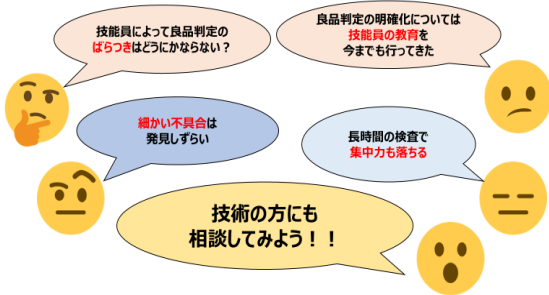 技能員によって良品判定の
ばらつきはどうにかならない？
良品判定の明確化については
技能員の教育を
今までも行ってきた
細かい不具合は
発見しずらい
長時間の検査で
集中力も落ちる
技術の方にも
相談してみよう！！